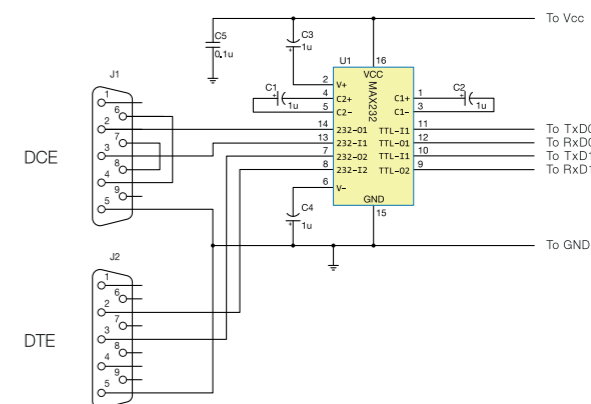 To Vcc
C5
0.1u
C3
1u
J1
U1
16
VCC
MAX232
2
V+
C1
1u
4
C2+
5
C2-
C1+
1
C1-
3
C2
1u
1
6
2
7
3
8
4
9
5
DCE
14
232-O1
TTL-I1
11
To TxD0
13
232-I1
TTL-O1
12
To RxD0
7
232-O2
TTL-I1
10
To TxD1
8
232-I2
TTL-O2
9
To RxD1
6
V-
GND
15
C4
1u
To GND
J2
1
6
2
7
3
8
4
9
5
DTE